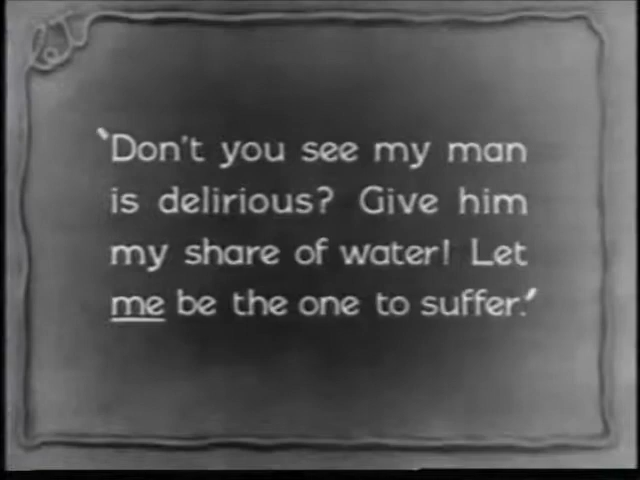 "Don't you see my man
is delirious? Give him
my share of water! Let
me be the one to suffer."